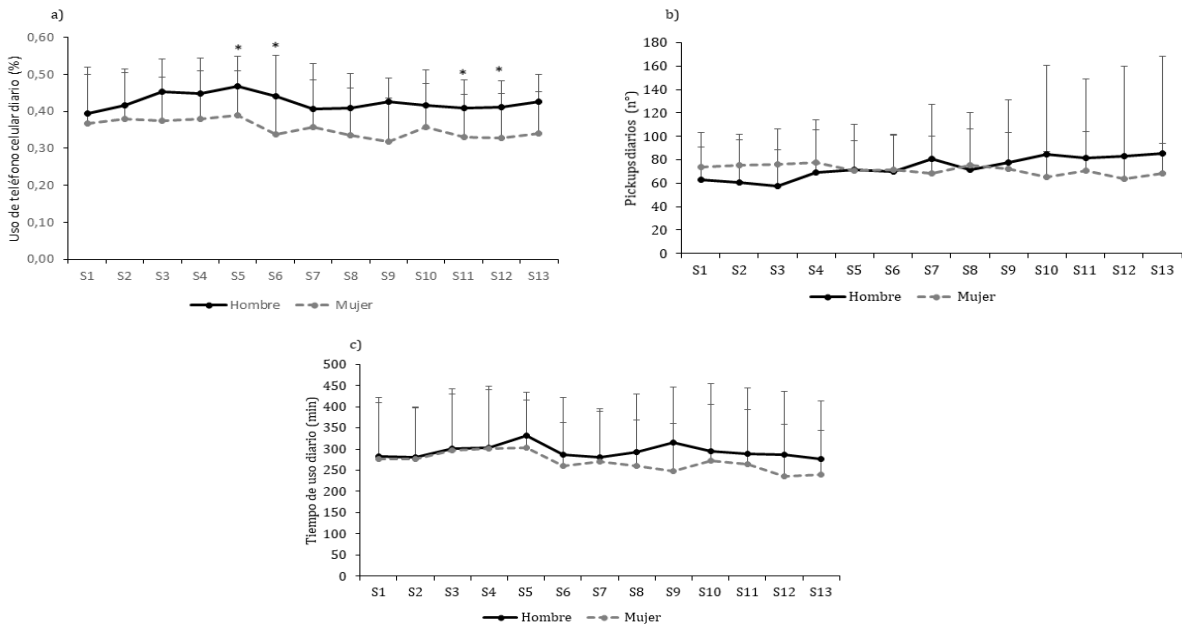 a)
Uso de teléfono celular diario (%)
0,60
0,50
0,40
0,30
0,20
0,10
0,00
* * * *
S1 S2 S3 S4 S5 S6 S7 S8 S9 S10 S11 S12 S13
Hombre Mujer
b)
Pickups diarios (n°)
180
160
140
120
100
80
60
40
20
0
S1 S2 S3 S4 S5 S6 S7 S8 S9 S10 S11 S12 S13
Hombre Mujer
c)
Tiempo de uso diario (min)
500
450
400
350
300
250
200
150
100
50
0
S1 S2 S3 S4 S5 S6 S7 S8 S9 S10 S11 S12 S13
Hombre Mujer